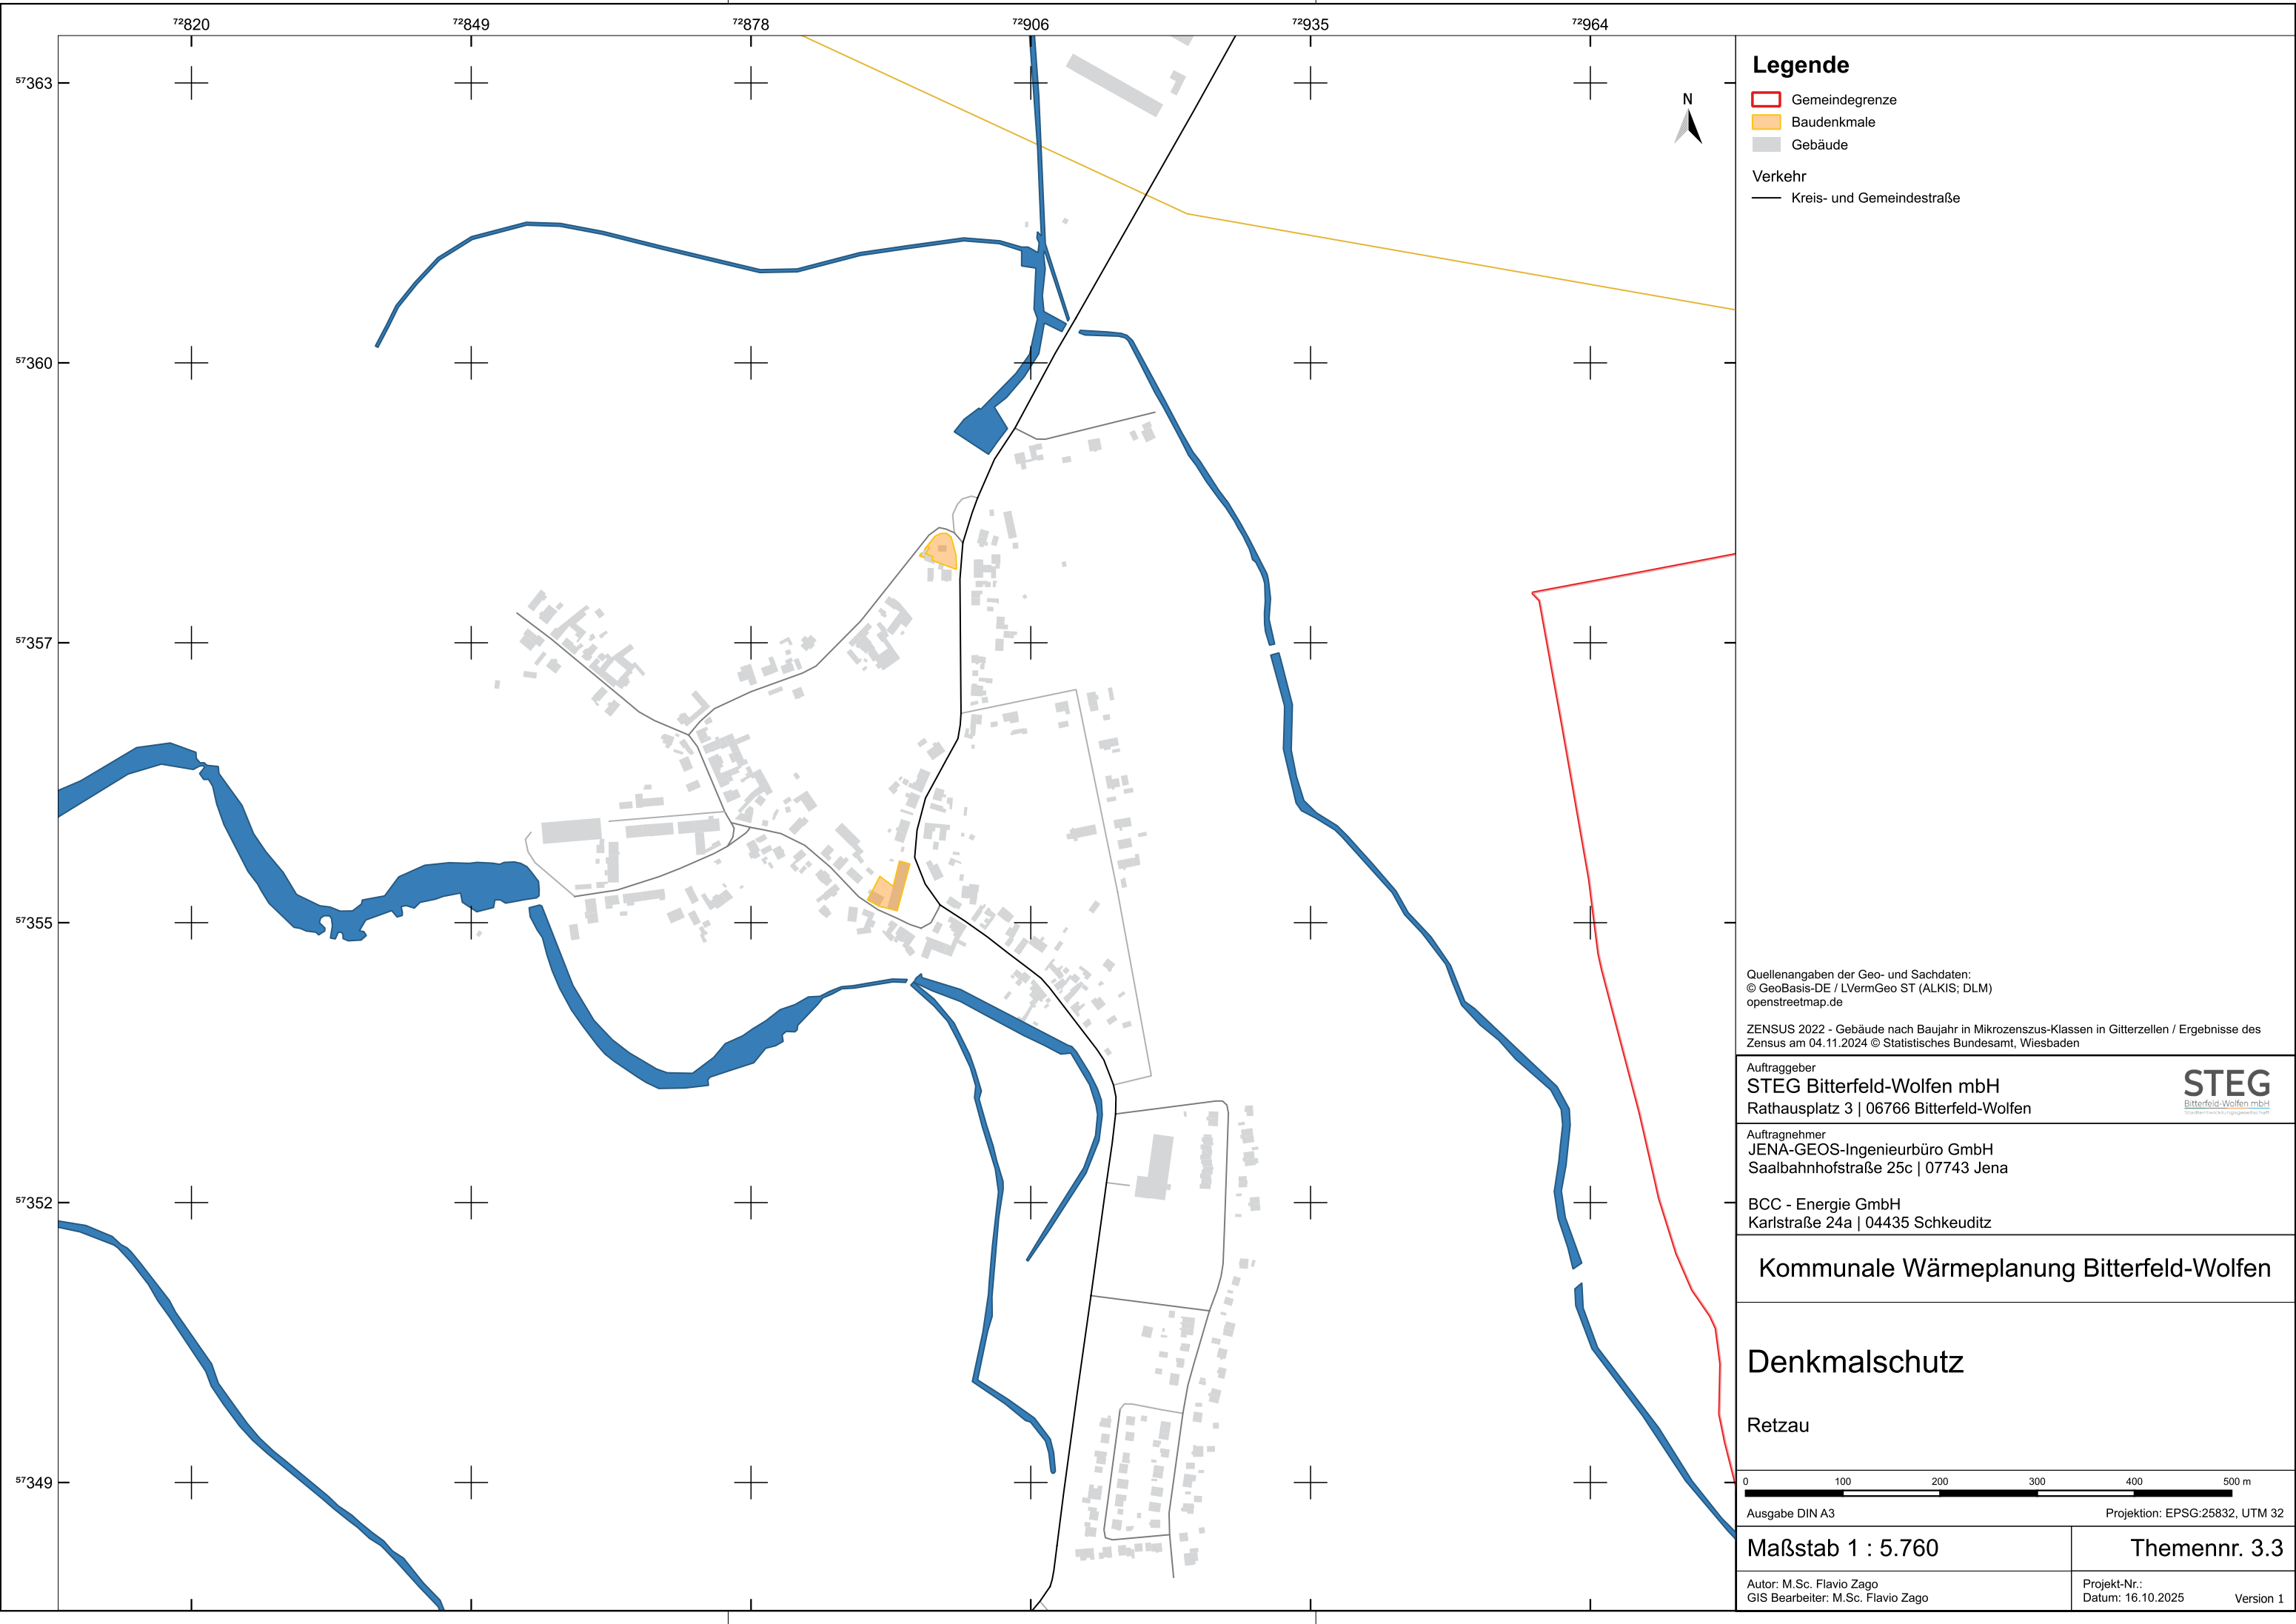 ⁷²820 ⁷²849 ⁷²878 ⁷²906 ⁷²935 ⁷²964
⁵⁷363
⁵⁷360
⁵⁷357
⁵⁷355
⁵⁷352
⁵⁷349
N
Legende
Gemeindegrenze
Baudenkmale
Gebäude
Verkehr
Kreis- und Gemeindestraße
Quellenangaben der Geo- und Sachdaten:
© GeoBasis-DE / LVermGeo ST (ALKIS; DLM)
openstreetmap.de
ZENSUS 2022 - Gebäude nach Baujahr in Mikrozenszus-Klassen in Gitterzellen / Ergebnisse des
Zensus am 04.11.2024 © Statistisches Bundesamt, Wiesbaden
Auftraggeber
STEG Bitterfeld-Wolfen mbH
Rathausplatz 3 | 06766 Bitterfeld-Wolfen
STEG
Bitterfeld-Wolfen mbH
Stadtentwicklungsgesellschaft
Auftragnehmer
JENA-GEOS-Ingenieurbüro GmbH
Saalbahnhofstraße 25c | 07743 Jena
BCC - Energie GmbH
Karlstraße 24a | 04435 Schkeuditz
Kommunale Wärmeplanung Bitterfeld-Wolfen
Denkmalschutz
Retzau
0 100 200 300 400 500 m
Ausgabe DIN A3 Projektion: EPSG:25832, UTM 32
Maßstab 1 : 5.760 Themennr. 3.3
Autor: M.Sc. Flavio Zago
GIS Bearbeiter: M.Sc. Flavio Zago
Projekt-Nr.:
Datum: 16.10.2025 Version 1